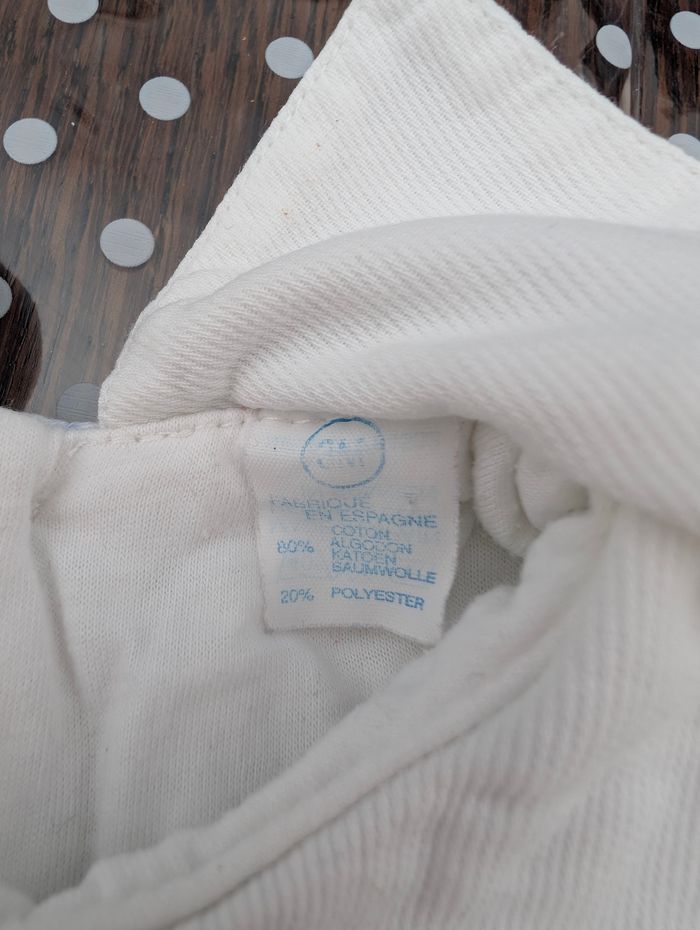 FABRIQUE
EN ESPAGNE
COTON
80% ALGODON
KATOEN
BAUMWOLLE
20% POLYESTER